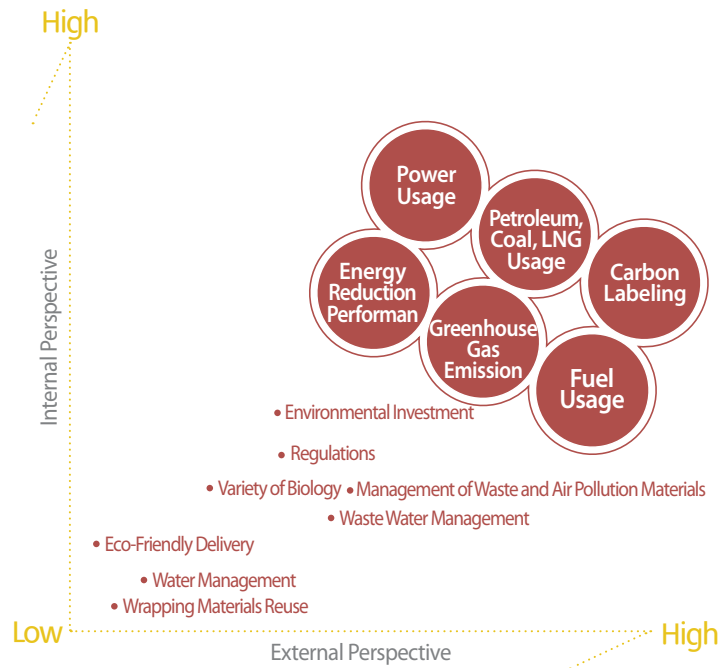 High
Power
Usage
Petroleum,
Coal, LNG
Usage
Carbon
Labeling
Energy
Reduction
Performan
Greenhouse
Gas
Emission
Fuel
Usage
Internal Perspective
• Environmental Investment
• Regulations
• Variety of Biology
• Management of Waste and Air Pollution Materials
• Waste Water Management
• Eco-Friendly Delivery
• Water Management
• Wrapping Materials Reuse
Low
High
External Perspective